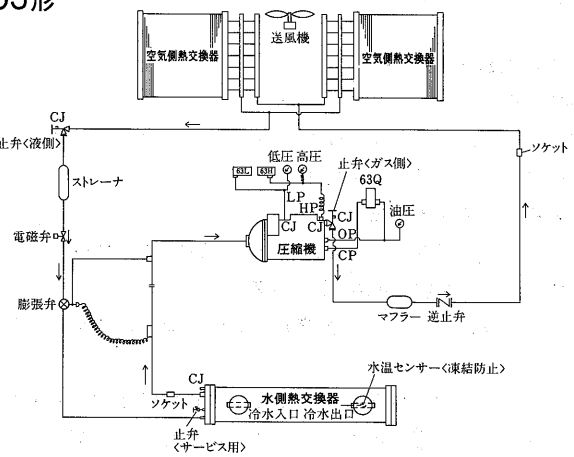 形
送風機
空気側熱交換器
空気側熱交換器
CJ
止弁〈液側〉
ストレーナ
電磁弁
膨張弁
低圧 高圧
63L
63H
LP
HP
止弁〈ガス側〉
63Q
油圧
CJ
CJ
CJ
OP
CP
圧縮機
ソケット
マフラー
逆止弁
水温センサー〈凍結防止〉
CJ
ソケット
水側熱交換器
冷水入口 冷水出口
止弁
〈サービス用〉